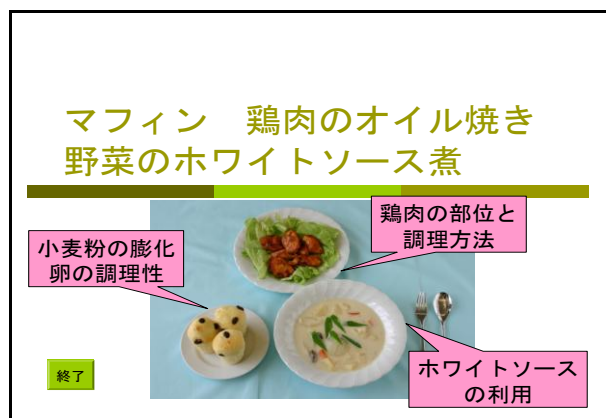 マフィン　鶏肉のオイル焼き
野菜のホワイトソース煮
鶏肉の部位と
調理方法
小麦粉の膨化
卵の調理性
ホワイトソース
の利用
終了